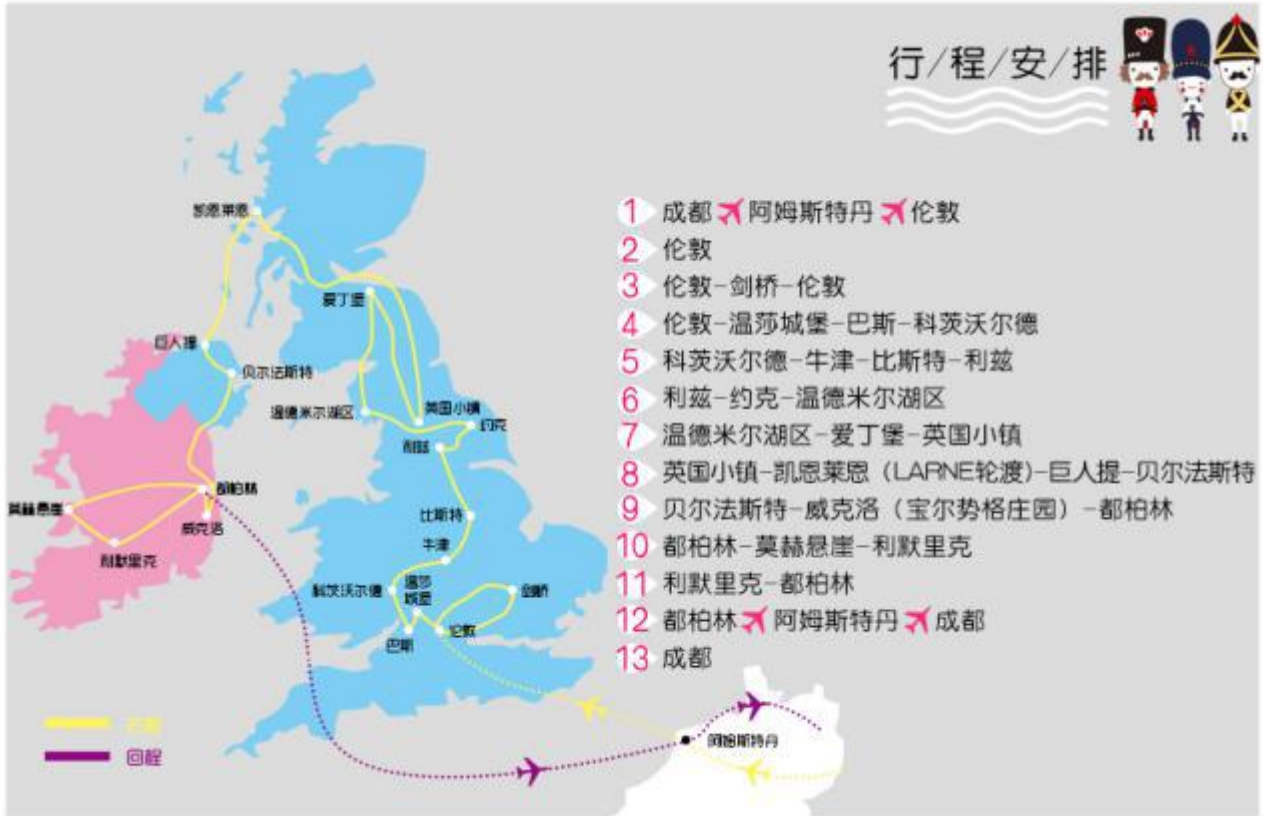 行/程/安/排
1 成都 阿姆斯特丹 伦敦
2 伦敦
3 伦敦-剑桥-伦敦
4 伦敦-温莎城堡-巴斯-科茨沃尔德
5 科茨沃尔德-牛津-比斯特-利兹
6 利兹-约克-温德米尔湖区
7 温德米尔湖区-爱丁堡-英国小镇
8 英国小镇-凯恩莱恩（LARNE轮渡）-巨人提-贝尔法斯特
9 贝尔法斯特-威克洛（宝尔势格庄园）-都柏林
10 都柏林-莫赫悬崖-利默里克
11 利默里克-都柏林
12 都柏林 阿姆斯特丹 成都
13 成都
凯恩莱恩
爱丁堡
巨人提
贝尔法斯特
温德米尔湖区
英国小镇
约克
利兹
都柏林
莫赫悬崖
威克洛
利默里克
比斯特
牛津
科茨沃尔德
温莎
城堡
剑桥
巴斯
伦敦
阿姆斯特丹
回程